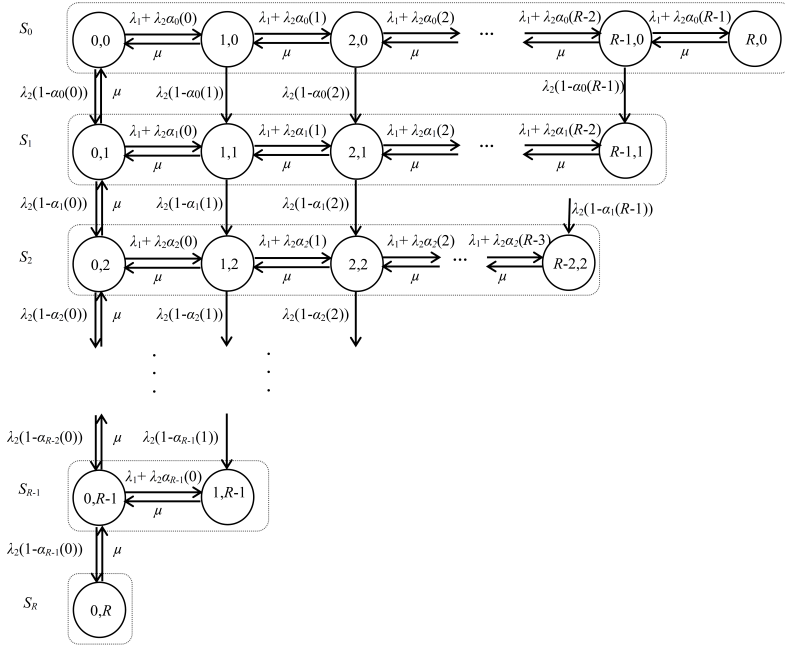 S₀ 0,0 λ₁+ λ₂α₀(0) μ 1,0 λ₁+ λ₂α₀(1) μ 2,0 λ₁+ λ₂α₀(2) μ ... λ₁+ λ₂α₀(R-2) μ R-1,0 λ₁+ λ₂α₀(R-1) μ R,0
λ₂(1-α₀(0)) μ λ₂(1-α₀(1)) λ₂(1-α₀(2)) λ₂(1-α₀(R-1))
S₁ 0,1 λ₁+ λ₂α₁(0) μ 1,1 λ₁+ λ₂α₁(1) μ 2,1 λ₁+ λ₂α₁(2) μ ... λ₁+ λ₂α₁(R-2) μ R-1,1
λ₂(1-α₁(0)) μ λ₂(1-α₁(1)) λ₂(1-α₁(2)) λ₂(1-α₁(R-1))
S₂ 0,2 λ₁+ λ₂α₂(0) μ 1,2 λ₁+ λ₂α₂(1) μ 2,2 λ₁+ λ₂α₂(2) μ ... λ₁+ λ₂α₂(R-3) μ R-2,2
λ₂(1-α₂(0)) μ λ₂(1-α₂(1)) λ₂(1-α₂(2))
λ₂(1-α_{R-2}(0)) μ λ₂(1-α_{R-1}(1))
S_{R-1} 0,R-1 λ₁+ λ₂α_{R-1}(0) μ 1,R-1
λ₂(1-α_{R-1}(0)) μ
S_R 0,R